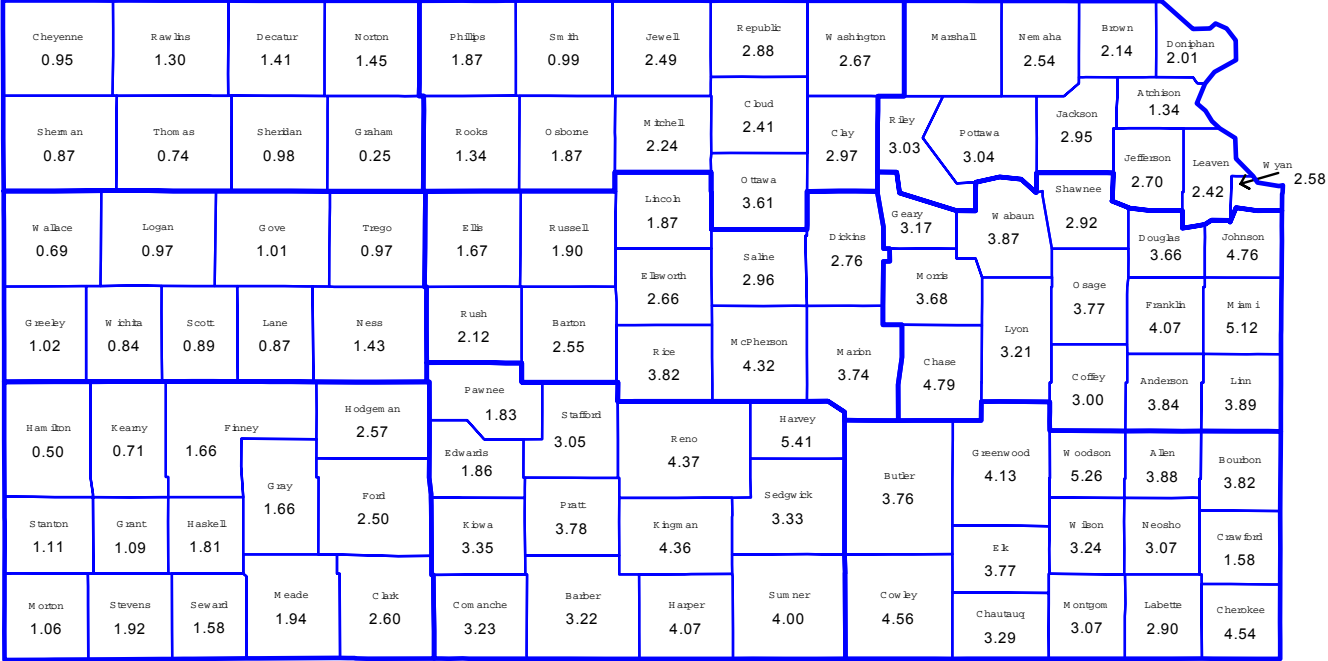 Cheyenne
0.95
Rawlins
1.30
Decatur
1.41
Norton
1.45
Phillips
1.87
Smith
0.99
Jewell
2.49
Republic
2.88
Washington
2.67
Marshall
Nemaha
2.54
Brown
2.14
Doniphan
2.01
Sherman
0.87
Thomas
0.74
Sheridan
0.98
Graham
0.25
Rooks
1.34
Osborne
1.87
Mitchell
2.24
Cloud
2.41
Clay
2.97
Riley
3.03
Pottawa
3.04
Jackson
2.95
Atchison
1.34
Jefferson
2.70
Leaven
2.42
Wyan
2.58
Wallace
0.69
Logan
0.97
Gove
1.01
Trego
0.97
Ellis
1.67
Russell
1.90
Lincoln
1.87
Ottawa
3.61
Dickins
2.76
Geary
3.17
Wabaun
3.87
Shawnee
2.92
Douglas
3.66
Johnson
4.76
Ellsworth
2.66
Saline
2.96
Morris
3.68
Osage
3.77
Franklin
4.07
Miami
5.12
Greeley
1.02
Wichita
0.84
Scott
0.89
Lane
0.87
Ness
1.43
Rush
2.12
Barton
2.55
Rice
3.82
McPherson
4.32
Marion
3.74
Chase
4.79
Lyon
3.21
Coffey
3.00
Anderson
3.84
Linn
3.89
Hamilton
0.50
Kearny
0.71
Finney
1.66
Hodgeman
2.57
Pawnee
1.83
Stafford
3.05
Edwards
1.86
Reno
4.37
Harvey
5.41
Butler
3.76
Greenwood
4.13
Woodson
5.26
Allen
3.88
Bourbon
3.82
Gray
1.66
Ford
2.50
Pratt
3.78
Sedgwick
3.33
Stanton
1.11
Grant
1.09
Haskell
1.81
Kiowa
3.35
Kingman
4.36
Elk
3.77
Wilson
3.24
Neosho
3.07
Crawford
1.58
Morton
1.06
Stevens
1.92
Seward
1.58
Meade
1.94
Clark
2.60
Comanche
3.23
Barber
3.22
Harper
4.07
Sumner
4.00
Cowley
4.56
Chautauq
3.29
Montgom
3.07
Labette
2.90
Cherokee
4.54